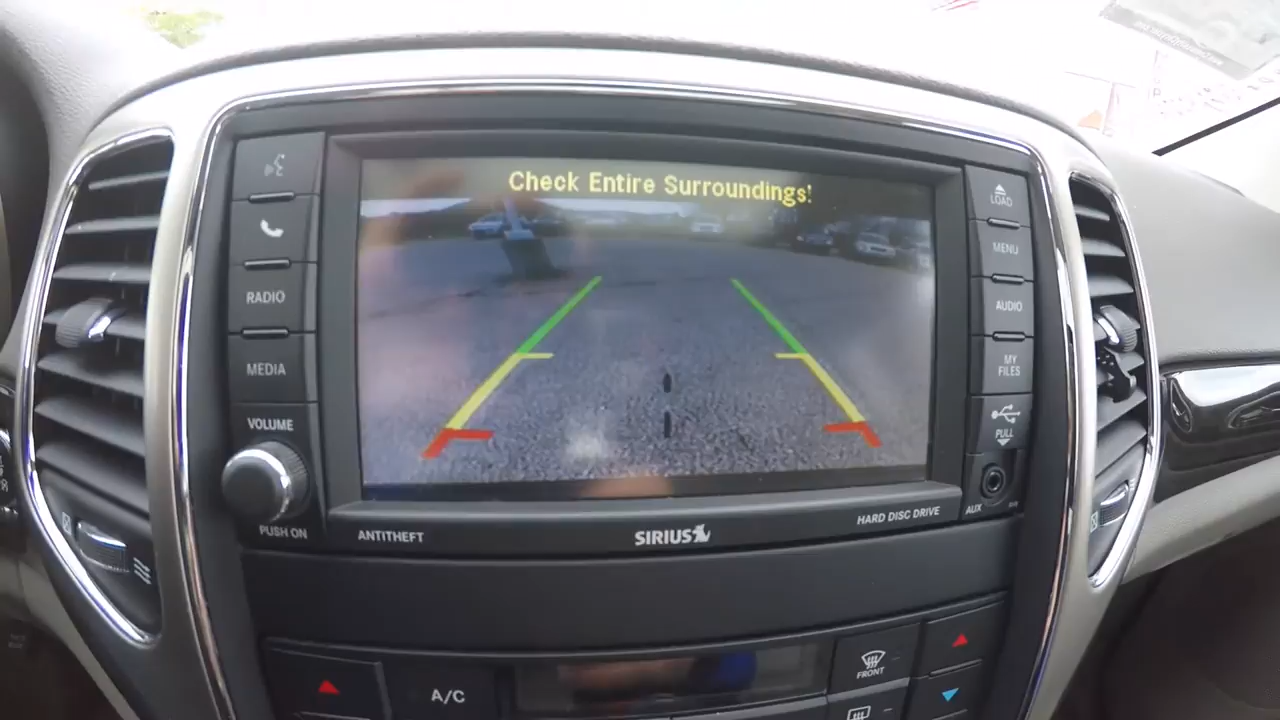 Check Entire Surroundings!
RADIO
MEDIA
VOLUME
PUSH ON
LOAD
MENU
AUDIO
MY
FILES
PULL
AUX
ANTITHEFT
SIRIUS
HARD DISC DRIVE
A/C
FRONT